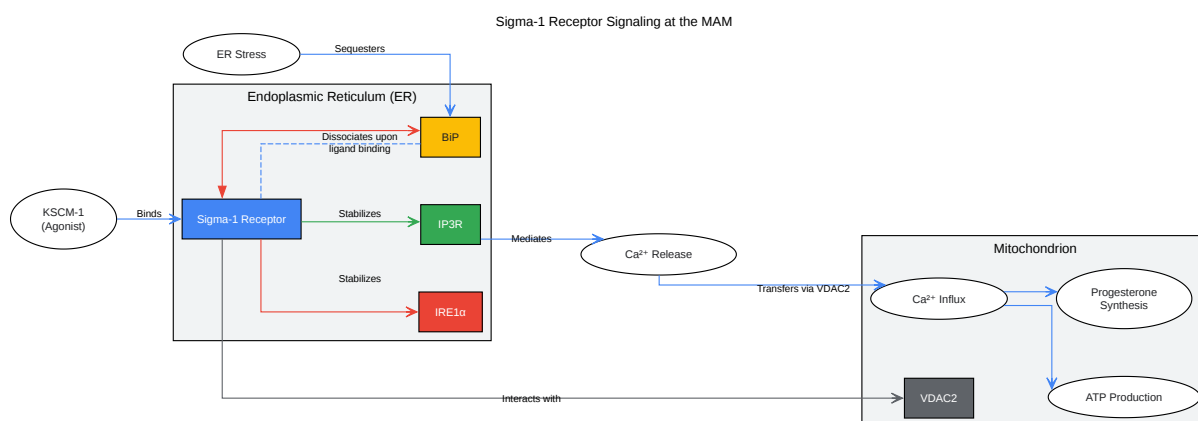 Sigma-1 Receptor Signaling at the MAM
ER Stress
Sequesters
Endoplasmic Reticulum (ER)
BiP
Dissociates upon
ligand binding
KSCM-1
(Agonist)
Binds
Sigma-1 Receptor
Stabilizes
IP3R
Mediates
Ca²⁺ Release
Stabilizes
IRE1α
Transfers via VDAC2
Mitochondrion
Ca²⁺ Influx
Progesterone
Synthesis
Interacts with
VDAC2
ATP Production